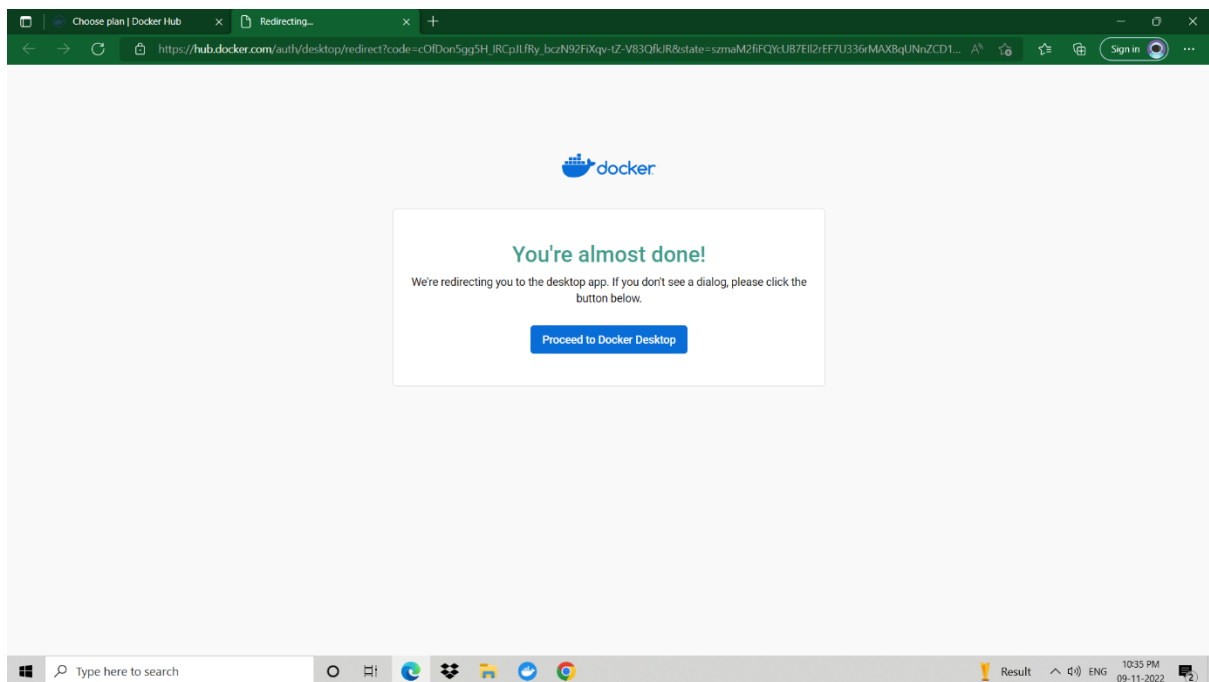 Choose plan | Docker Hub
Redirecting...
https://hub.docker.com/auth/desktop/redirect?code=cOfDon5gg5H_IRCpJLfRy_bczN92FiXqv-tZ-V83QfkJR&state=szmaM2fiFQYcUB7EIl2rEF7U336rMAXBqUNnZCD1...
Sign in
docker
You're almost done!
We're redirecting you to the desktop app. If you don't see a dialog, please click the
button below.
Proceed to Docker Desktop
Type here to search
Result
ENG
10:35 PM
09-11-2022
2